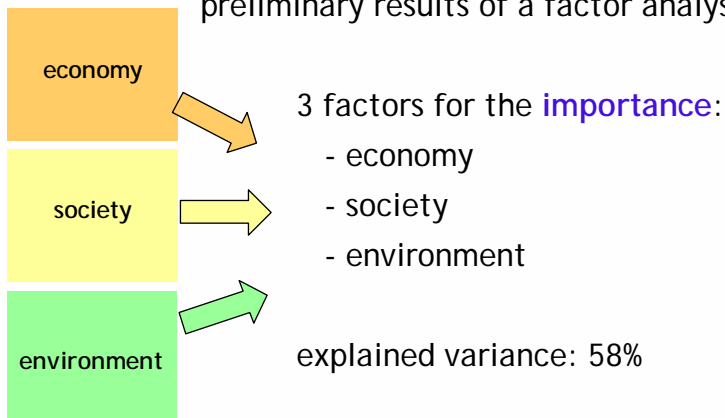 preliminary results of a factor analys
economy
3 factors for the importance:
- economy
society
- society
- environment
environment
explained variance: 58%